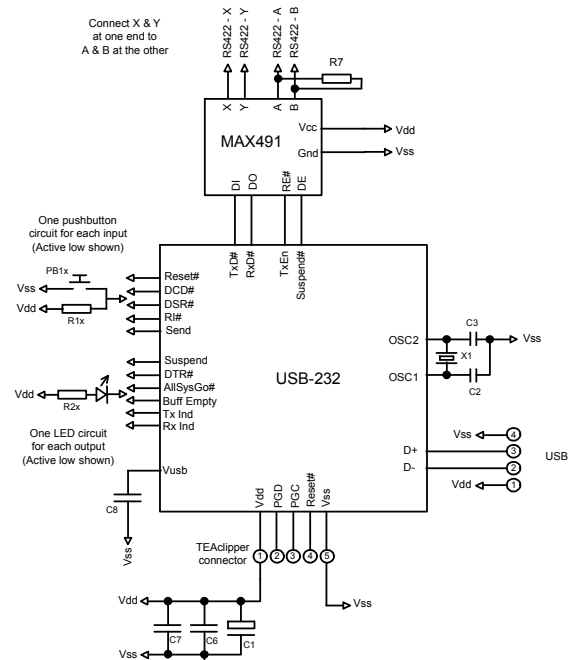 Connect X & Y
at one end to
A & B at the other
RS422 - X
RS422 - Y
RS422 - A
RS422 - B
R7
X
Y
A
B
MAX491
Vcc
Vdd
Gnd
Vss
DI
DO
RE#
DE
One pushbutton
circuit for each input
(Active low shown)
TxD#
RxD#
TxEn
Suspend#
PB1x
Vss
Vdd
R1x
Reset#
DCD#
DSR#
RI#
Send
Suspend
DTR#
AllSysGo#
Buff Empty
Tx Ind
Rx Ind
Vdd
R2x
One LED circuit
for each output
(Active low shown)
USB-232
OSC2
OSC1
C3
X1
C2
Vss
D+
D-
Vss
4
3
2
Vdd
1
USB
Vusb
C8
Vss
Vdd
PGD
PGC
Reset#
Vss
TEAclipper
connector
1
2
3
4
5
Vss
Vdd
C7
C6
C1
Vss